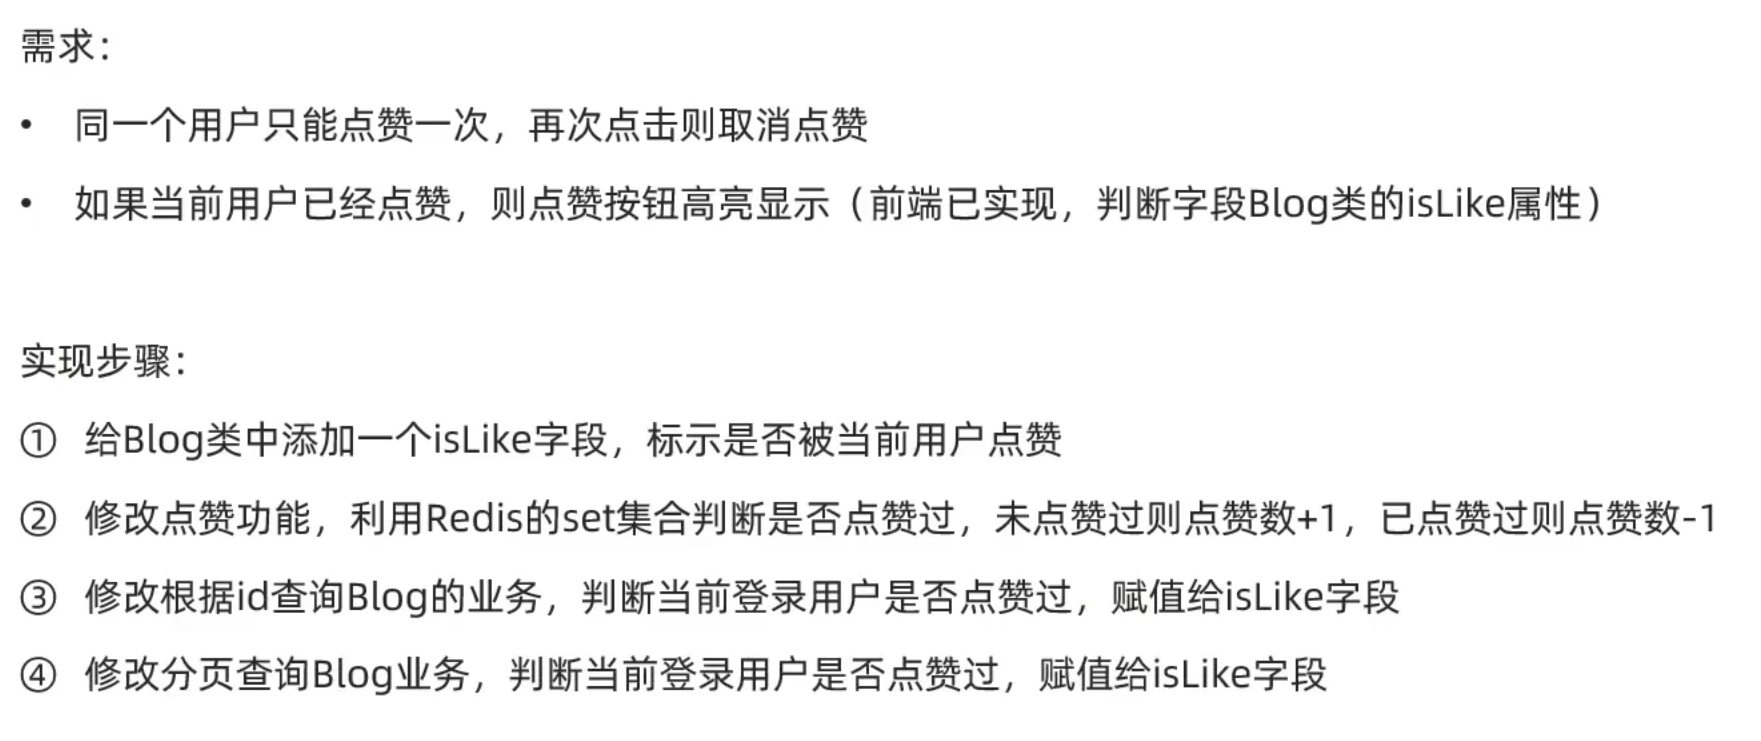 需求：
• 同一个用户只能点赞一次，再次点击则取消点赞
• 如果当前用户已经点赞，则点赞按钮高亮显示（前端已实现，判断字段Blog类的isLike属性）
实现步骤：
① 给Blog类中添加一个isLike字段，标示是否被当前用户点赞
② 修改点赞功能，利用Redis的set集合判断是否点赞过，未点赞过则点赞数+1，已点赞过则点赞数-1
③ 修改根据id查询Blog的业务，判断当前登录用户是否点赞过，赋值给isLike字段
④ 修改分页查询Blog业务，判断当前登录用户是否点赞过，赋值给isLike字段